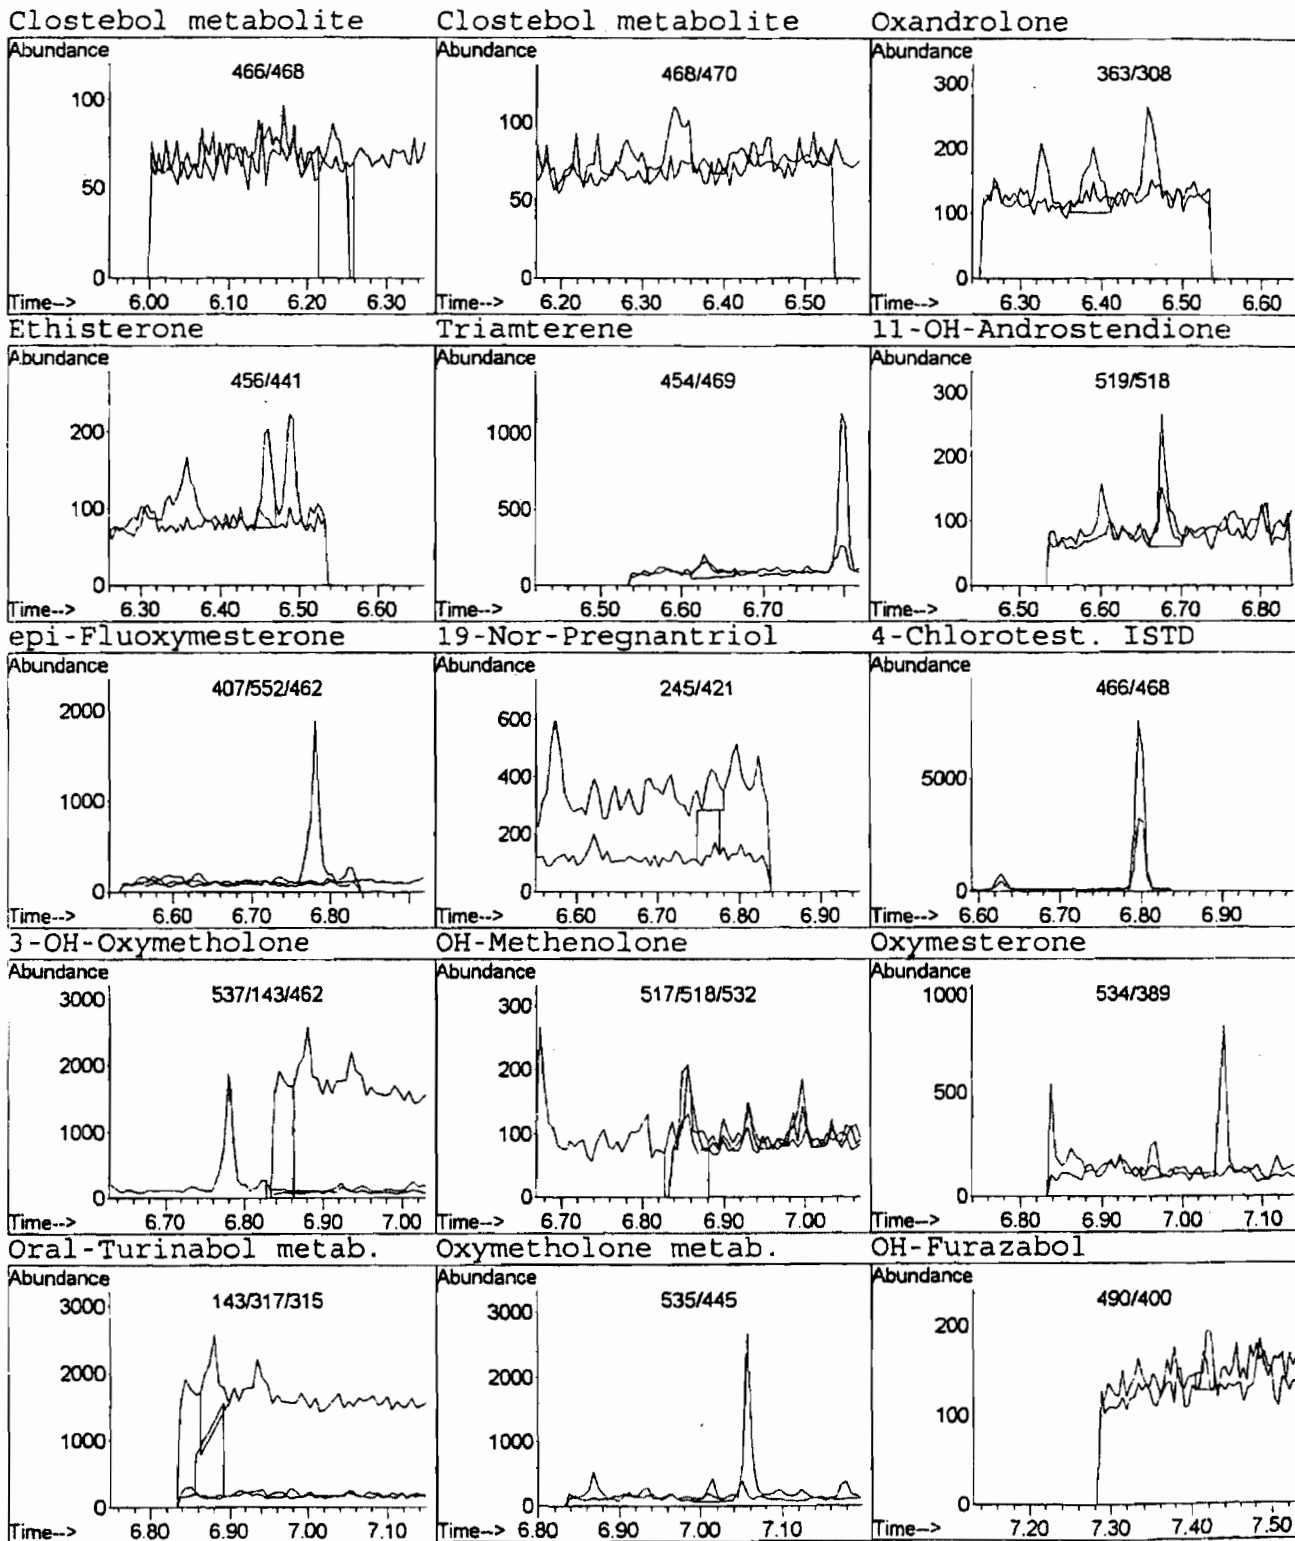 Clostebol metabolite
Abundance
466/468
100
50
0
Time-->
6.00 6.10 6.20 6.30
Clostebol metabolite
Abundance
468/470
100
50
0
Time-->
6.20 6.30 6.40 6.50
Oxandrolone
Abundance
363/308
300
200
100
0
Time-->
6.30 6.40 6.50 6.60
Ethisterone
Abundance
456/441
200
100
0
Time-->
6.30 6.40 6.50 6.60
Triamterene
Abundance
454/469
1000
500
0
Time-->
6.50 6.60 6.70
11-OH-Androstendione
Abundance
519/518
300
200
100
0
Time-->
6.50 6.60 6.70 6.80
epi-Fluoxymesterone
Abundance
407/552/462
2000
1000
0
Time-->
6.60 6.70 6.80
19-Nor-Pregnantriol
Abundance
245/421
600
400
200
0
Time-->
6.60 6.70 6.80 6.90
4-Chlorotest. ISTD
Abundance
466/468
5000
0
Time-->
6.60 6.70 6.80 6.90
3-OH-Oxymetholone
Abundance
537/143/462
3000
2000
1000
0
Time-->
6.70 6.80 6.90 7.00
OH-Methenolone
Abundance
517/518/532
300
200
100
0
Time-->
6.70 6.80 6.90 7.00
Oxymesterone
Abundance
534/389
1000
500
0
Time-->
6.80 6.90 7.00 7.10
Oral-Turinabol metab.
Abundance
143/317/315
3000
2000
1000
0
Time-->
6.80 6.90 7.00 7.10
Oxymetholone metab.
Abundance
535/445
3000
2000
1000
0
Time-->
6.80 6.90 7.00 7.10
OH-Furazabol
Abundance
490/400
200
100
0
Time-->
7.20 7.30 7.40 7.50